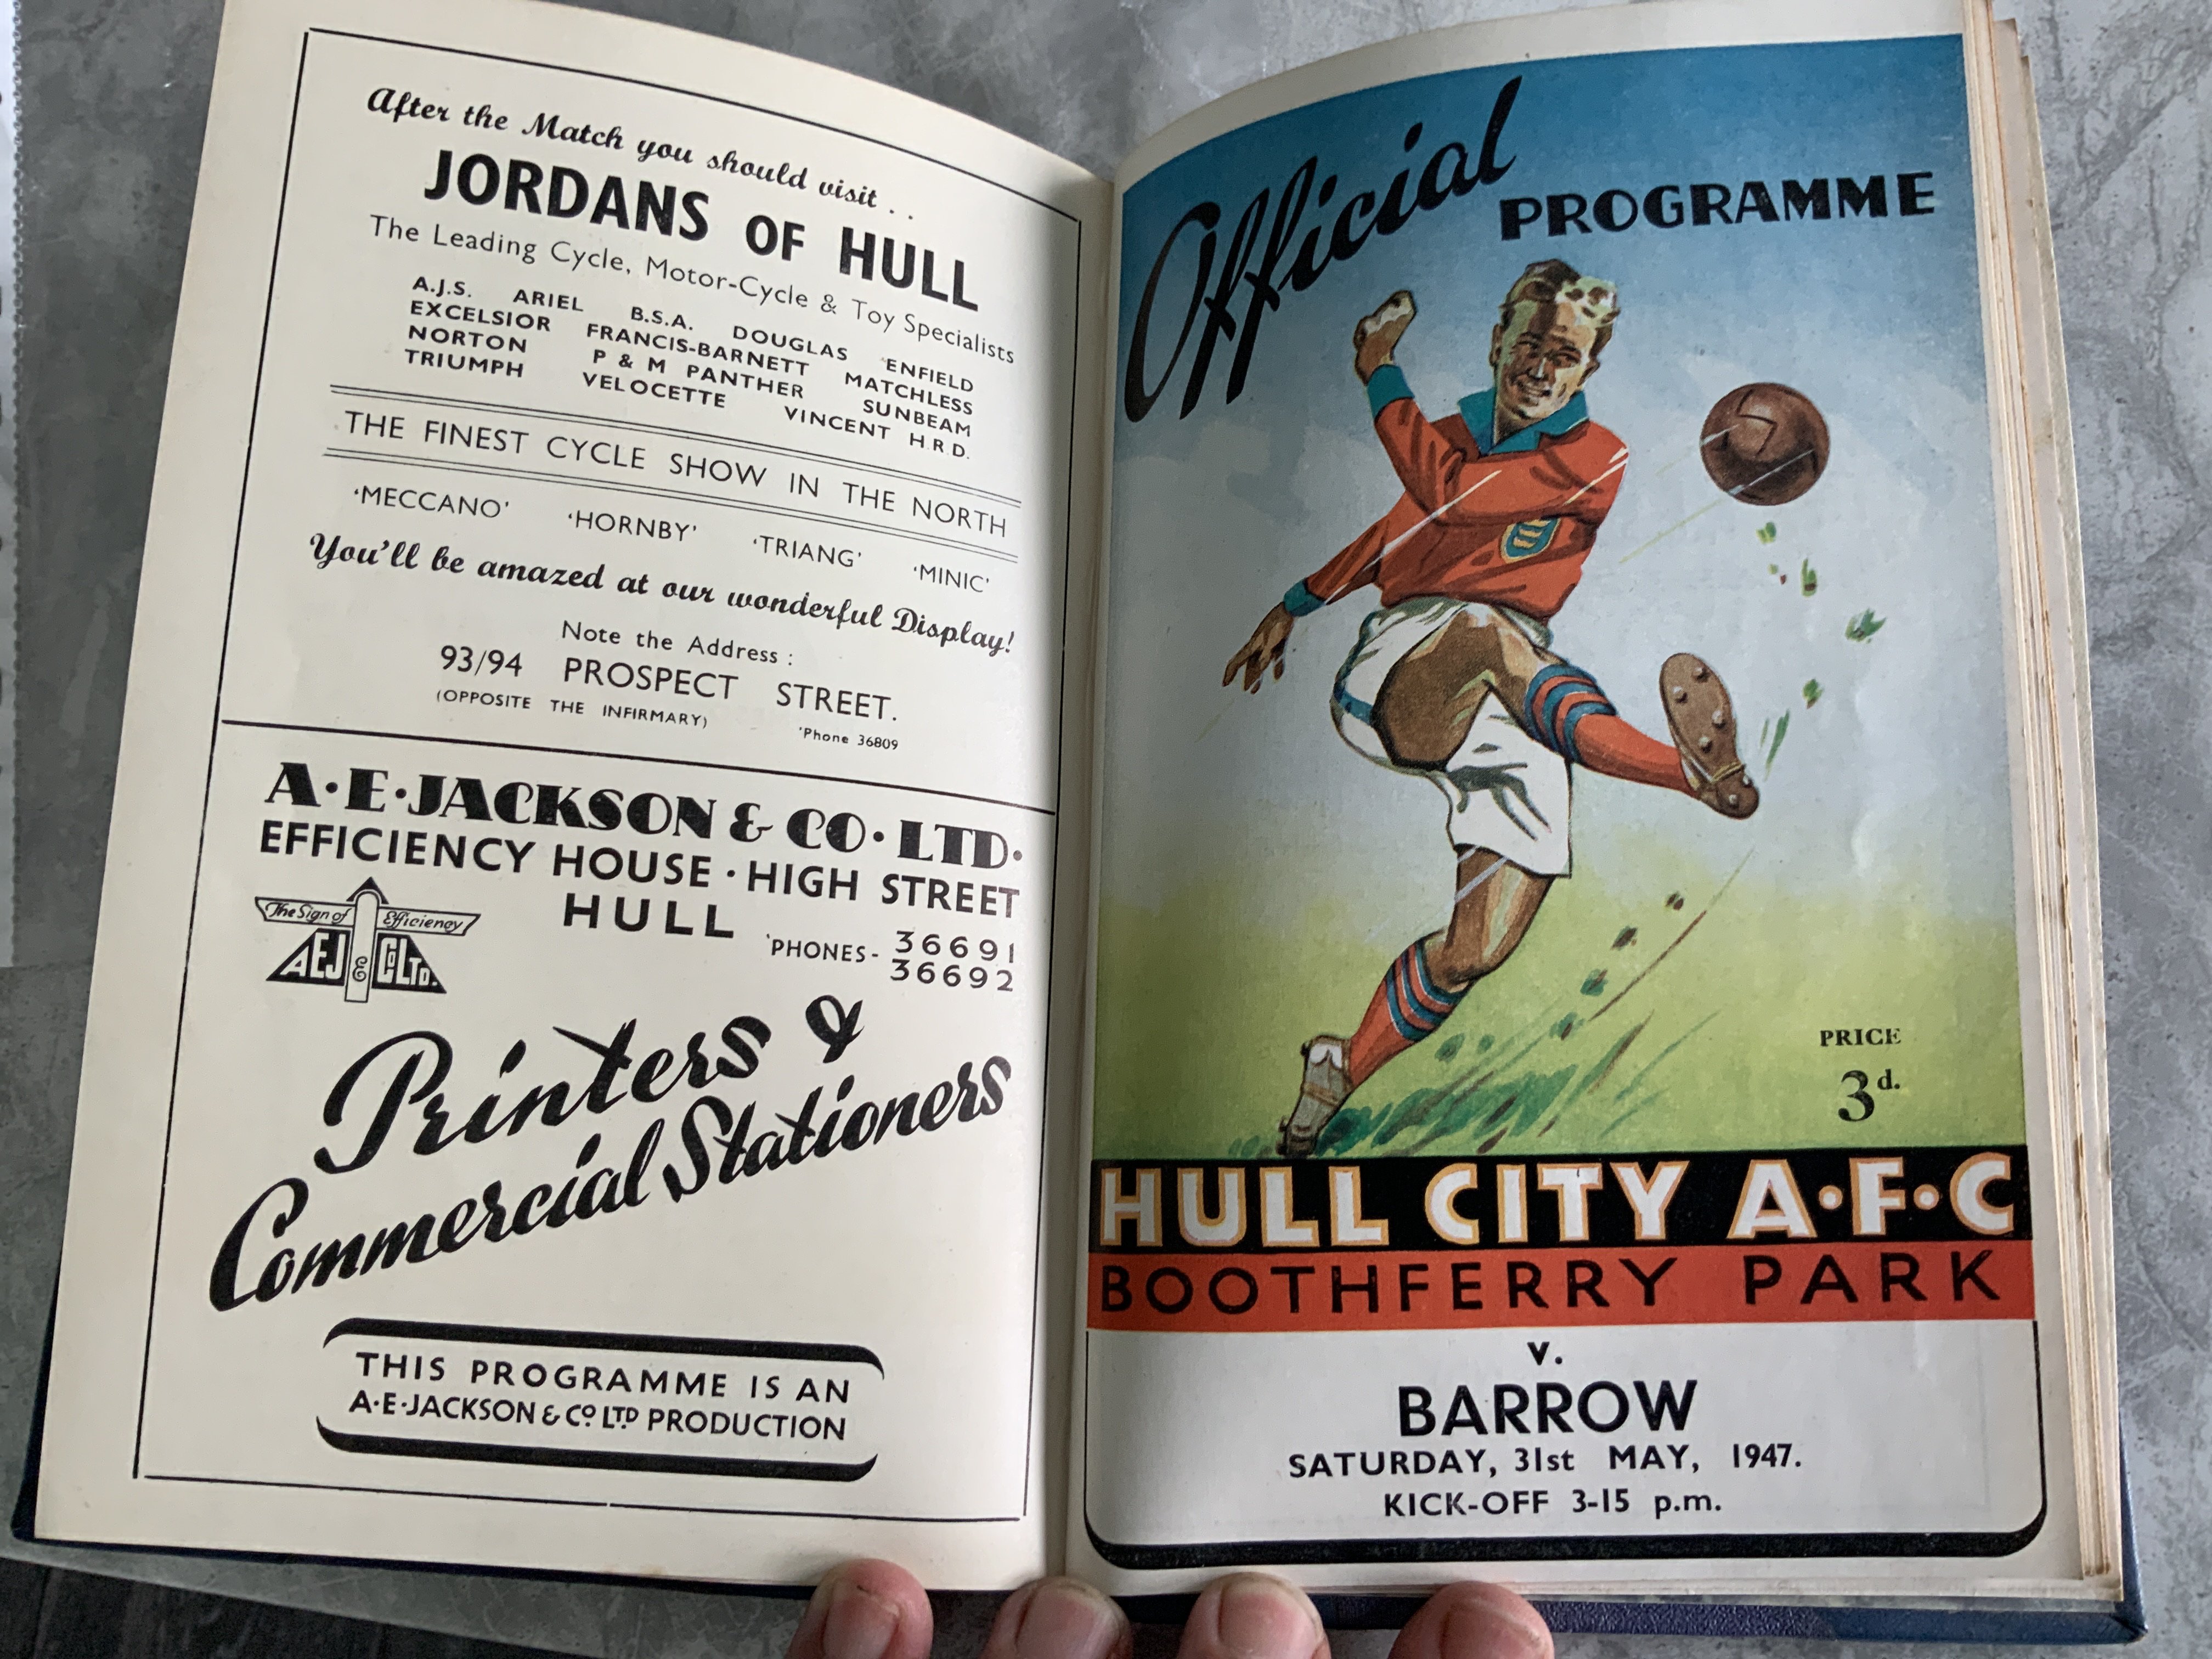 After the Match you should visit . .
JORDANS OF HULL
The Leading Cycle, Motor-Cycle & Toy Specialists
A.J.S. ARIEL B.S.A. DOUGLAS ENFIELD
EXCELSIOR FRANCIS-BARNETT MATCHLESS
NORTON P & M PANTHER SUNBEAM
TRIUMPH VELOCETTE VINCENT H.R.D.
THE FINEST CYCLE SHOW IN THE NORTH
'MECCANO' 'HORNBY' 'TRIANG' 'MINIC'
You'll be amazed at our wonderful Display!
Note the Address :
93/94 PROSPECT STREET.
(OPPOSITE THE INFIRMARY)
'Phone 36809
A·E·JACKSON & CO·LTD·
EFFICIENCY HOUSE · HIGH STREET
HULL
The Sign of Efficiency
AEJ & Co LTD.
'PHONES- 36691
36692
Printers &
Commercial Stationers
THIS PROGRAMME IS AN
A·E·JACKSON & Co LTD PRODUCTION
Official
PROGRAMME
PRICE
3d.
HULL CITY A·F·C
BOOTHFERRY PARK
v.
BARROW
SATURDAY, 31st MAY, 1947.
KICK-OFF 3-15 p.m.